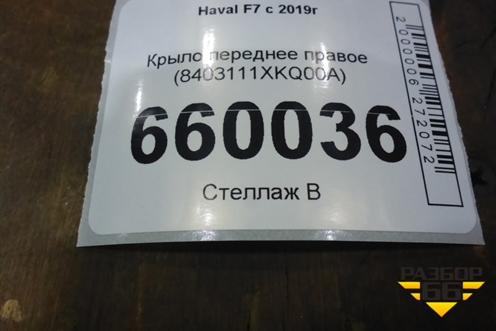 Haval F7 с 2019г
Крыло переднее правое
(8403111XKQ00A)
660036
Стеллаж В
2000006272072
РАЗБОР
66